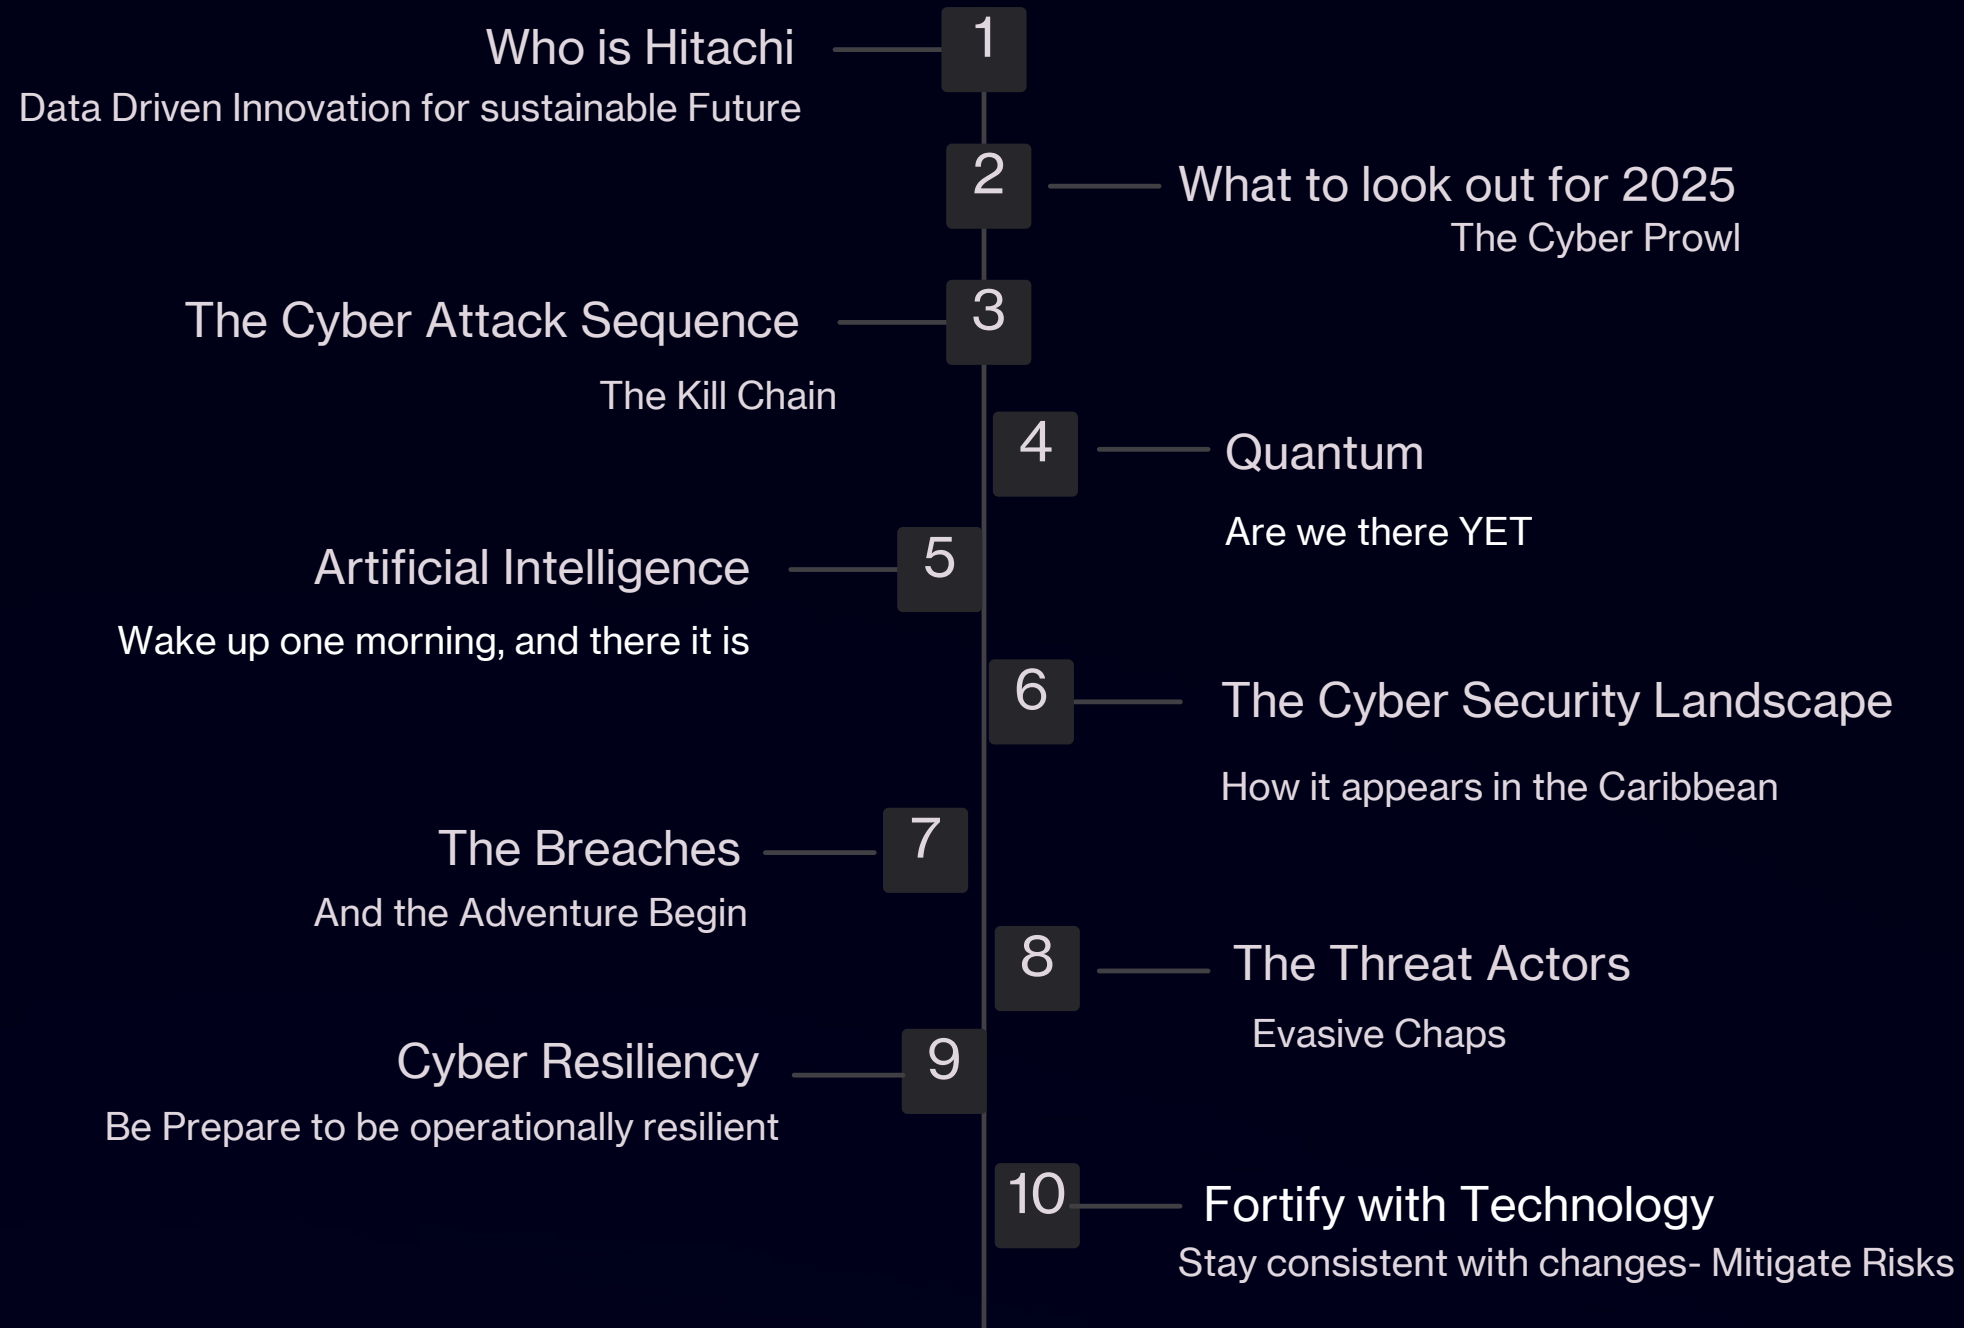 1
Who is Hitachi
Data Driven Innovation for sustainable Future
2
What to look out for 2025
The Cyber Prowl
3
The Cyber Attack Sequence
The Kill Chain
4
Quantum
Are we there YET
5
Artificial Intelligence
Wake up one morning, and there it is
6
The Cyber Security Landscape
How it appears in the Caribbean
7
The Breaches
And the Adventure Begin
8
The Threat Actors
Evasive Chaps
9
Cyber Resiliency
Be Prepare to be operationally resilient
10
Fortify with Technology
Stay consistent with changes- Mitigate Risks